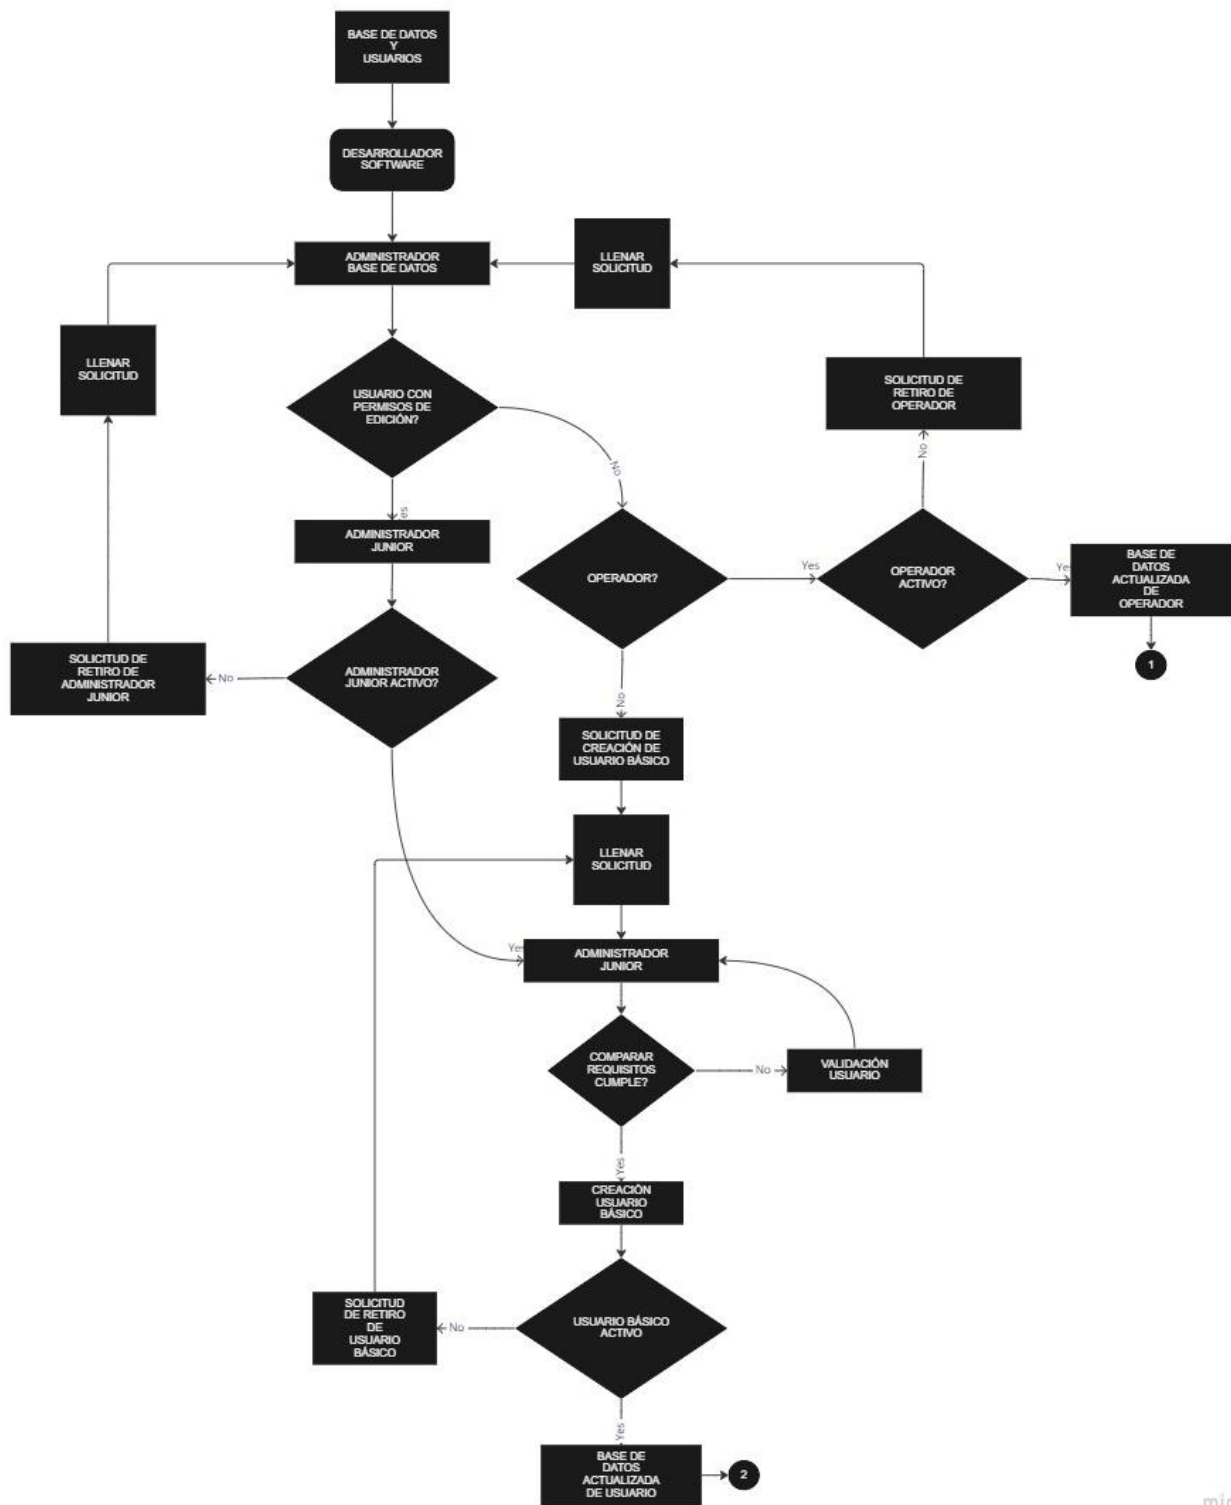 BASE DE DATOS
Y
USUARIOS
DESARROLLADOR
SOFTWARE
ADMINISTRADOR
BASE DE DATOS
LLENAR
SOLICITUD
LLENAR
SOLICITUD
USUARIO CON
PERMISOS DE
EDICIÓN?
SOLICITUD DE
RETIRO DE
OPERADOR
No
No
es
ADMINISTRADOR
JUNIOR
OPERADOR?
Yes
OPERADOR
ACTIVO?
Ye
BASE DE
DATOS
ACTUALIZADA
DE
OPERADOR
1
SOLICITUD DE
RETIRO DE
ADMINISTRADOR
JUNIOR
No
ADMINISTRADOR
JUNIOR ACTIVO?
No
SOLICITUD DE
CREACIÓN DE
USUARIO BÁSICO
LLENAR
SOLICITUD
Ye
ADMINISTRADOR
JUNIOR
COMPARAR
REQUISITOS
CUMPLE?
No
VALIDACIÓN
USUARIO
Yes
CREACIÓN
USUARIO
BÁSICO
SOLICITUD
DE RETIRO
DE
USUARIO
BÁSICO
No
USUARIO BÁSICO
ACTIVO
Yes
BASE DE
DATOS
ACTUALIZADA
DE USUARIO
2